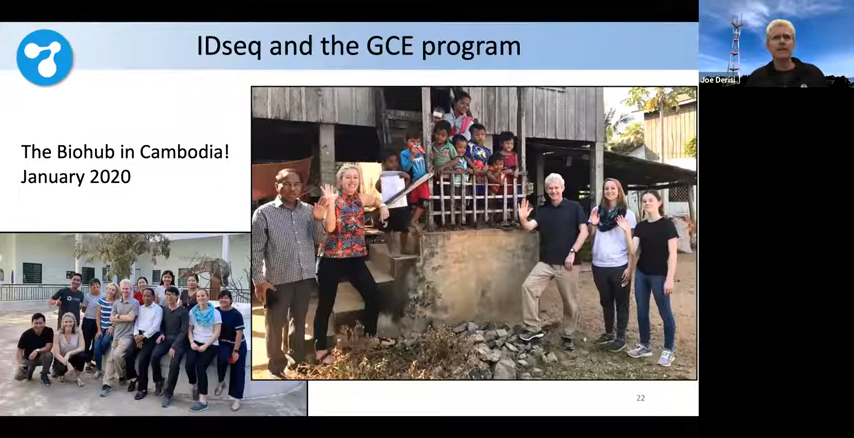 IDseq and the GCE program
Joe Derisi
The Biohub in Cambodia!
January 2020
22